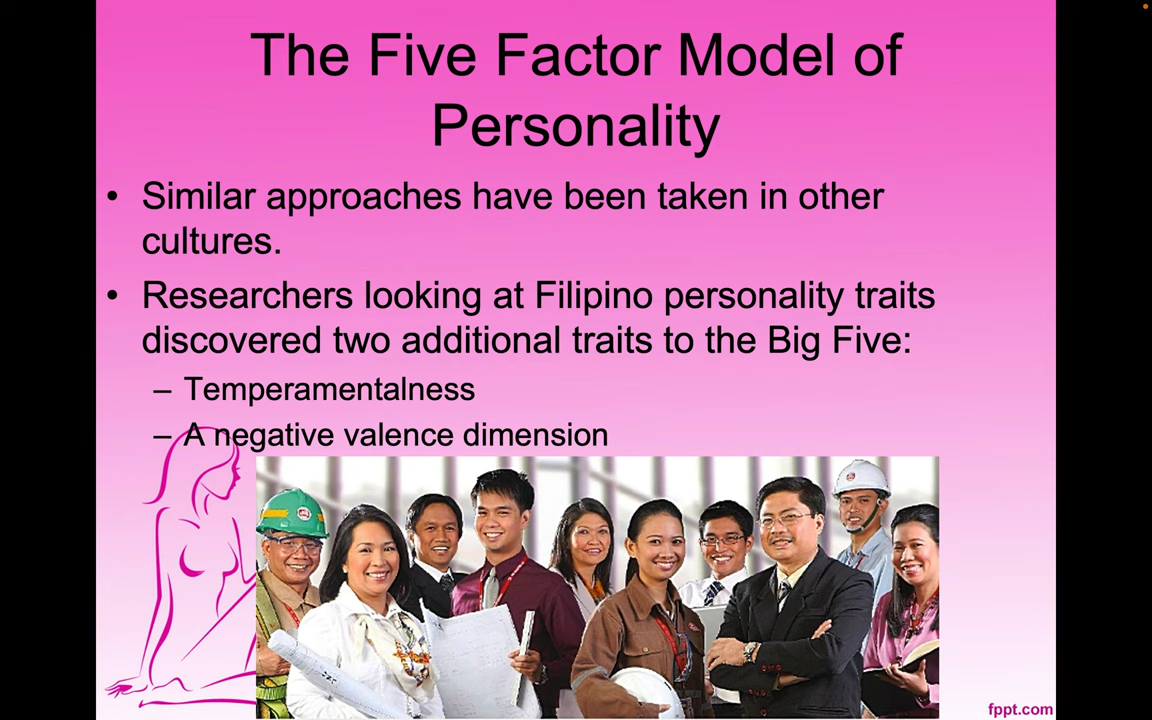 The Five Factor Model of
Personality
• Similar approaches have been taken in other
cultures.
• Researchers looking at Filipino personality traits
discovered two additional traits to the Big Five:
– Temperamentalness
– A negative valence dimension
fppt.com